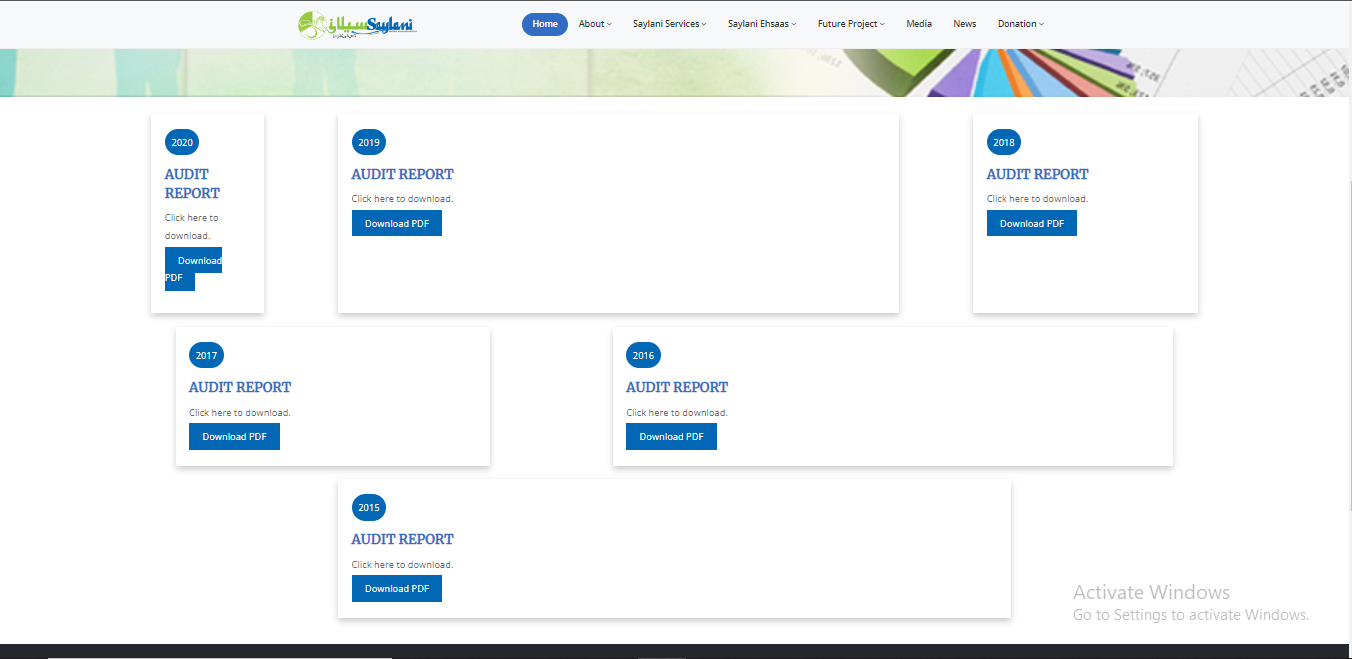 سیلانی Saylani
Home About Saylani Services Saylani Ehsaas Future Project Media News Donation
2020
AUDIT
REPORT
Click here to
download.
Download
PDF
2019
AUDIT REPORT
Click here to download.
Download PDF
2018
AUDIT REPORT
Click here to download.
Download PDF
2017
AUDIT REPORT
Click here to download.
Download PDF
2016
AUDIT REPORT
Click here to download.
Download PDF
2015
AUDIT REPORT
Click here to download.
Download PDF
Activate Windows
Go to Settings to activate Windows.